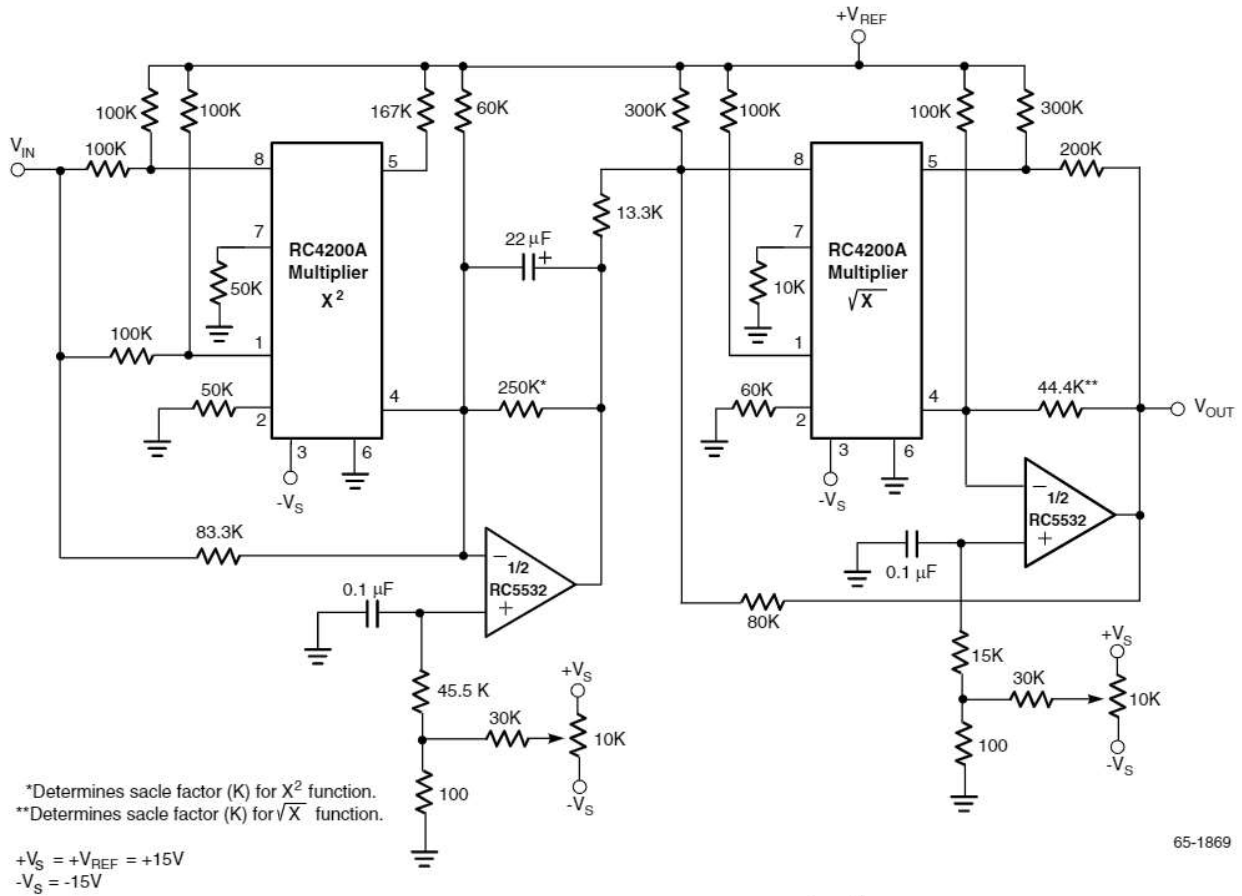 +VREF
100K
100K
167K
60K
300K
100K
100K
300K
VIN
100K
8
5
8
5
200K
13.3K
7
RC4200A
Multiplier
X2
22 µF
+
7
RC4200A
Multiplier
√X
50K
10K
100K
1
1
50K
2
4
250K*
60K
2
4
44.4K**
VOUT
3
6
3
6
-VS
-VS
83.3K
−
1/2
RC5532
+
−
1/2
RC5532
+
0.1 µF
0.1 µF
80K
45.5 K
+VS
30K
10K
100
-VS
15K
+VS
30K
10K
100
-VS
*Determines sacle factor (K) for X2 function.
**Determines sacle factor (K) for √X function.
+VS = +VREF = +15V
-VS = -15V
65-1869